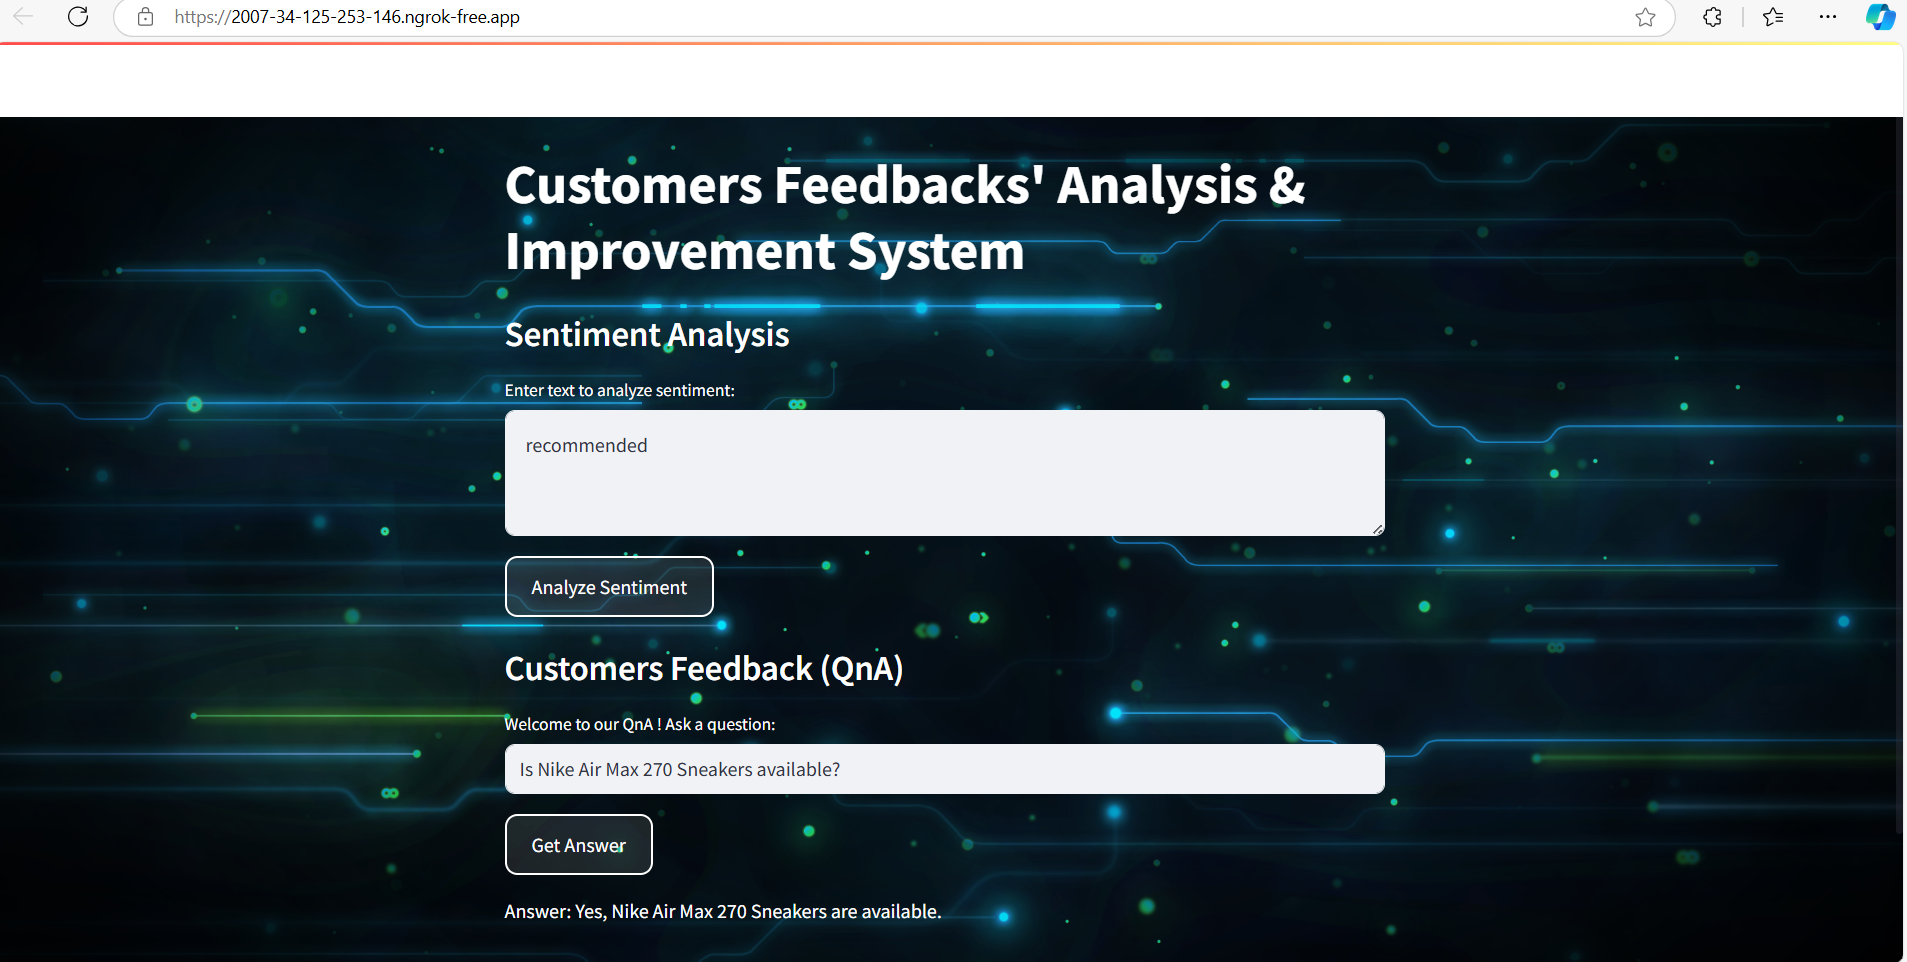 https://2007-34-125-253-146.ngrok-free.app
Customers Feedbacks' Analysis &
Improvement System
Sentiment Analysis
Enter text to analyze sentiment:
recommended
Analyze Sentiment
Customers Feedback (QnA)
Welcome to our QnA ! Ask a question:
Is Nike Air Max 270 Sneakers available?
Get Answer
Answer: Yes, Nike Air Max 270 Sneakers are available.